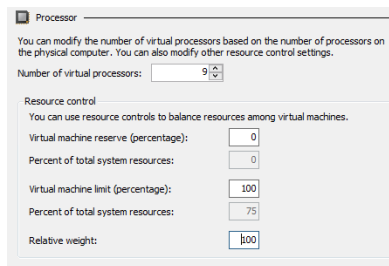 Processor
You can modify the number of virtual processors based on the number of processors on
the physical computer. You can also modify other resource control settings.
Number of virtual processors: 9
Resource control
You can use resource controls to balance resources among virtual machines.
Virtual machine reserve (percentage): 0
Percent of total system resources: 0
Virtual machine limit (percentage): 100
Percent of total system resources: 75
Relative weight: 100